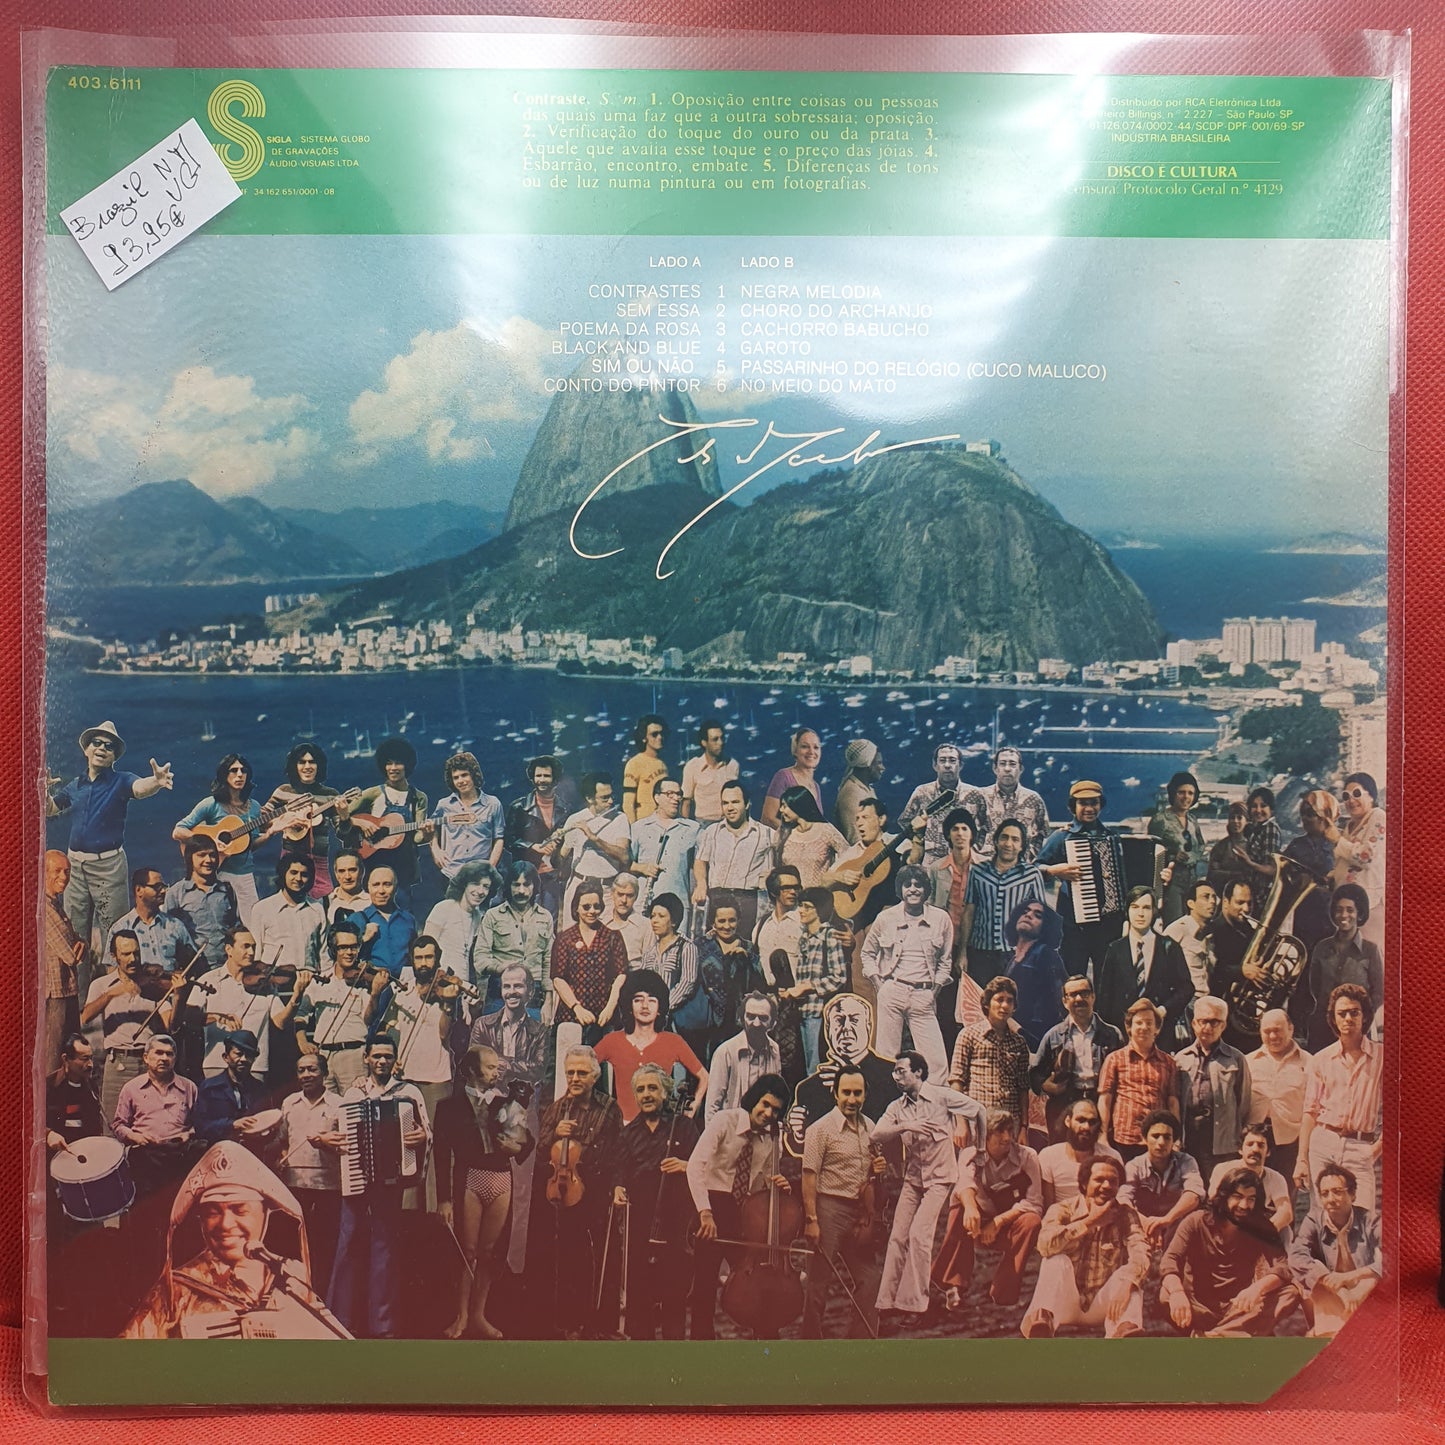 403.6111
SIGLA - SISTEMA GLOBO
DE GRAVAÇÕES
ÁUDIO-VISUAIS LTDA
34.162.651/0001-08
Brazil
93,95€
Contraste. S. m. 1. Oposição entre coisas ou pessoas
das quais uma faz que a outra sobressaia; oposição.
2. Verificação do toque do ouro ou da prata. 3.
Aquele que avalia esse toque e o preço das jóias. 4.
Esbarrão, encontro, embate. 5. Diferenças de tons
ou de luz numa pintura ou em fotografias.
Distribuído por RCA Eletrônica Ltda
Billings, n.º 2.227 - São Paulo-SP
61.126.074/0002-44/SCDP-DPF-001/69-SP
INDÚSTRIA BRASILEIRA
DISCO É CULTURA
Censura: Protocolo Geral n.º 4129
LADO A LADO B
CONTRASTES 1 NEGRA MELODIA
SEM ESSA 2 CHORO DO ARCHANJO
POEMA DA ROSA 3 CACHORRO BABUCHO
BLACK AND BLUE 4 GAROTO
SIM OU NÃO 5 PASSARINHO DO RELÓGIO (CUCO MALUCO)
CONTO DO PINTOR 6 NO MEIO DO MATO